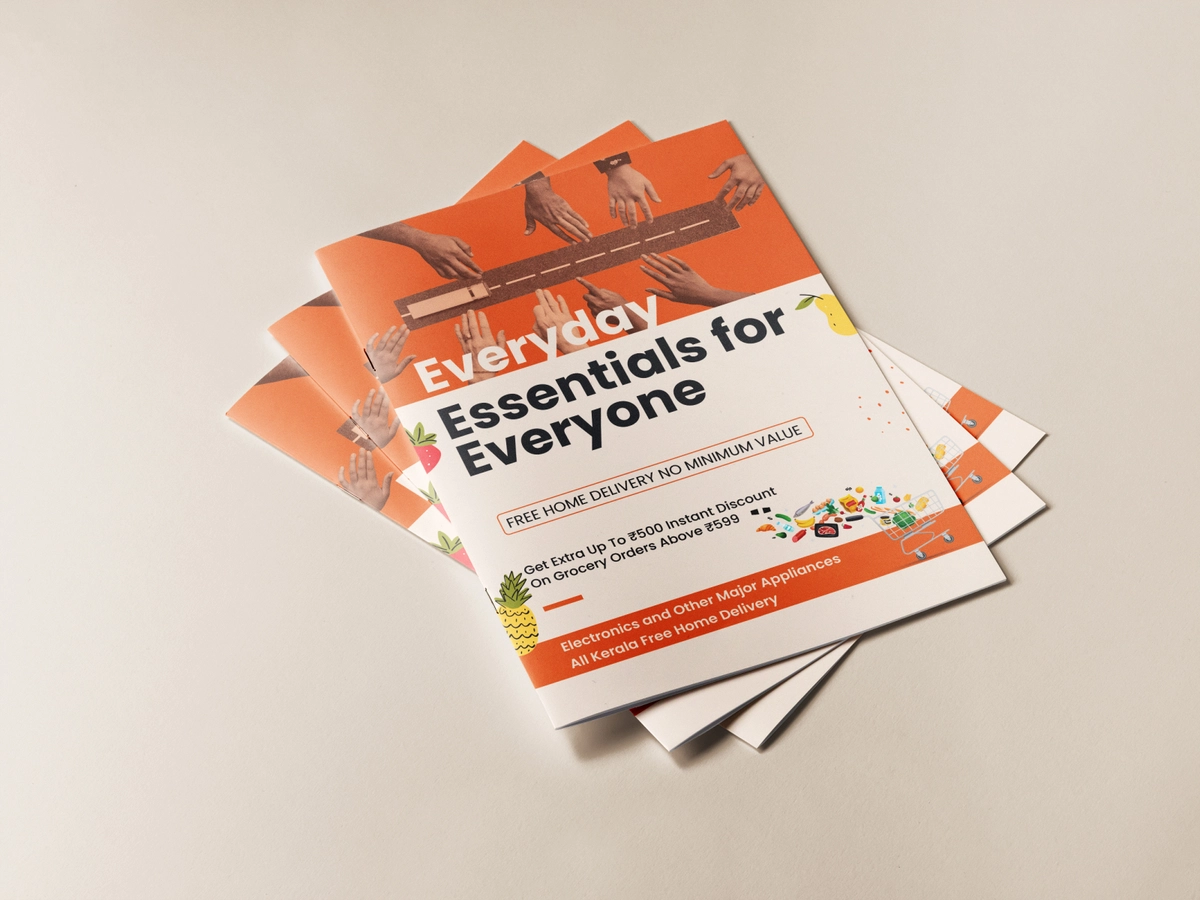 Everyday
Essentials for
Everyone
FREE HOME DELIVERY NO MINIMUM VALUE
Get Extra Up To ₹500 Instant Discount
On Grocery Orders Above ₹599
Electronics and Other Major Appliances
All Kerala Free Home Delivery